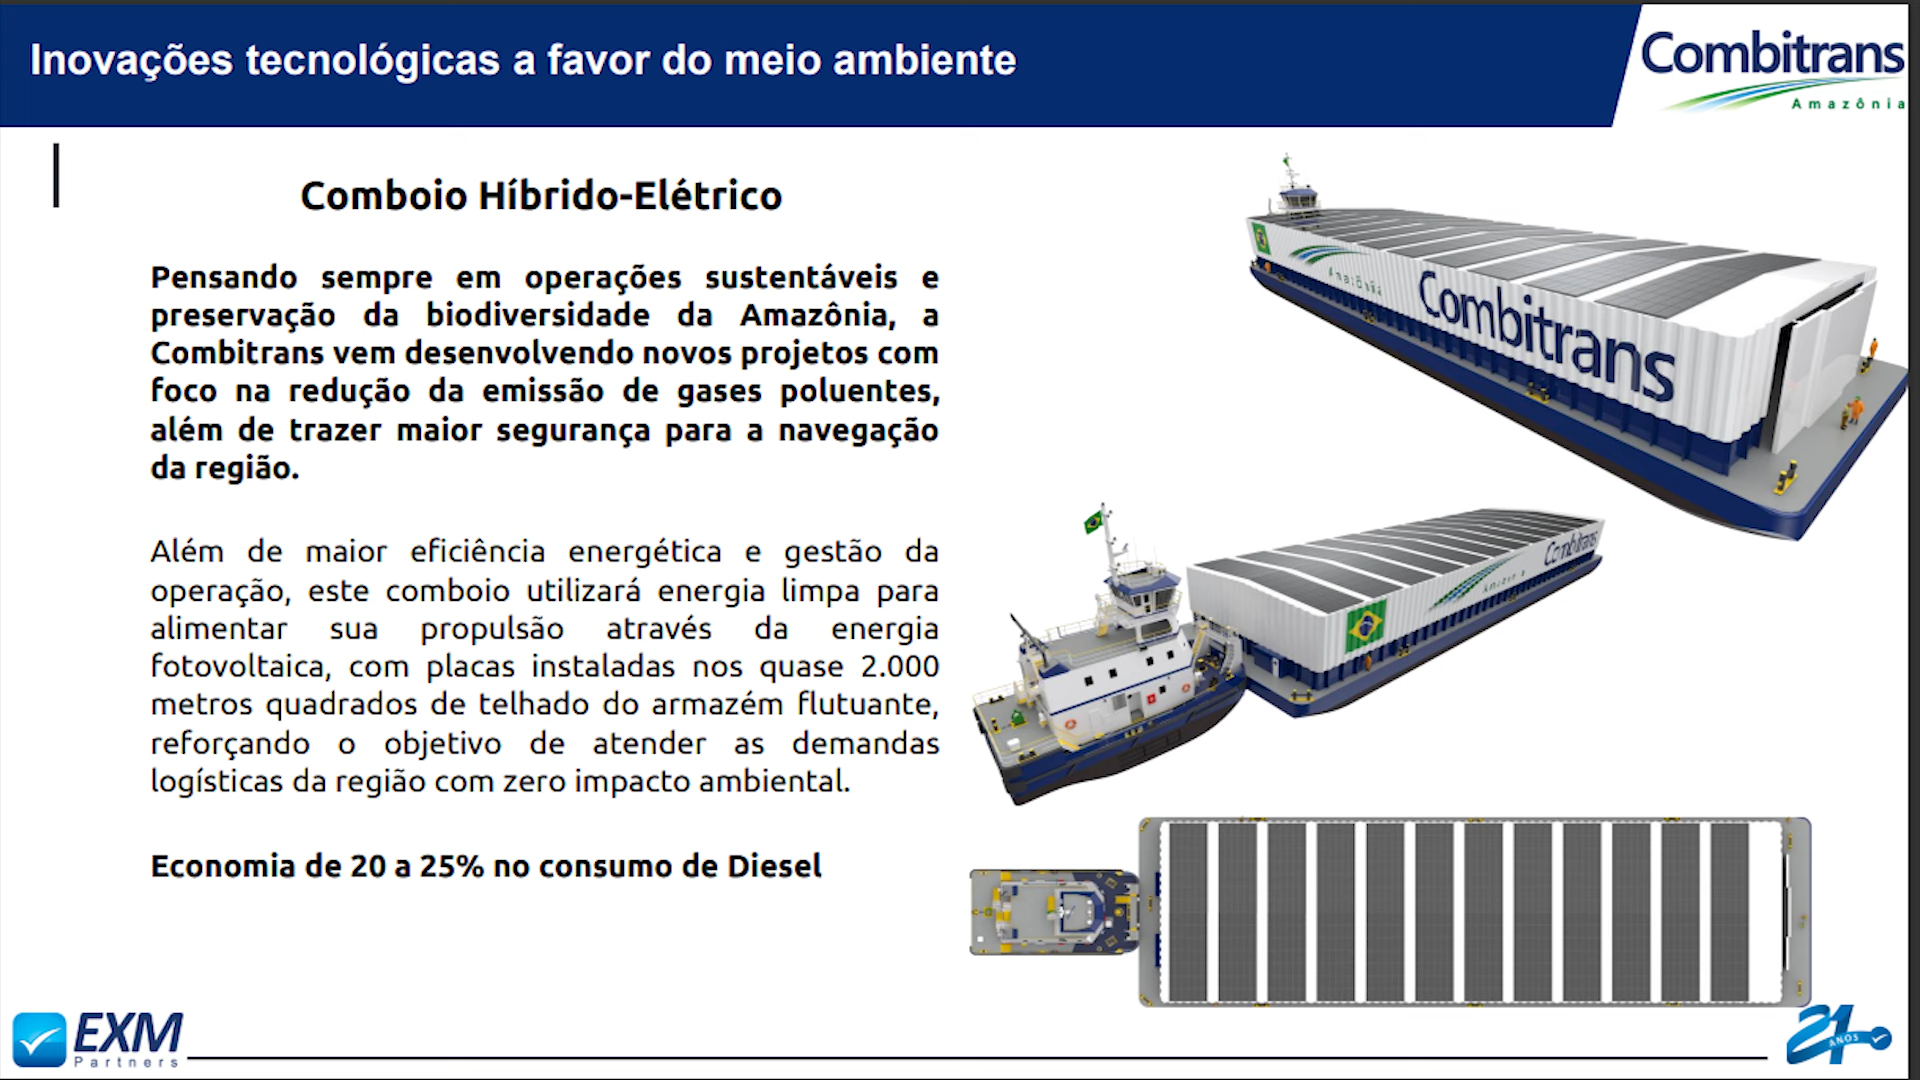 Inovações tecnológicas a favor do meio ambiente
Combitrans
Amazônia
Comboio Híbrido-Elétrico
Pensando sempre em operações sustentáveis e
preservação da biodiversidade da Amazônia, a
Combitrans vem desenvolvendo novos projetos com
foco na redução da emissão de gases poluentes,
além de trazer maior segurança para a navegação
da região.
Além de maior eficiência energética e gestão da
operação, este comboio utilizará energia limpa para
alimentar sua propulsão através da energia
fotovoltaica, com placas instaladas nos quase 2.000
metros quadrados de telhado do armazém flutuante,
reforçando o objetivo de atender as demandas
logísticas da região com zero impacto ambiental.
Economia de 20 a 25% no consumo de Diesel
Amazônia
Combitrans
Combitrans
EXM
Partners
21
ANOS